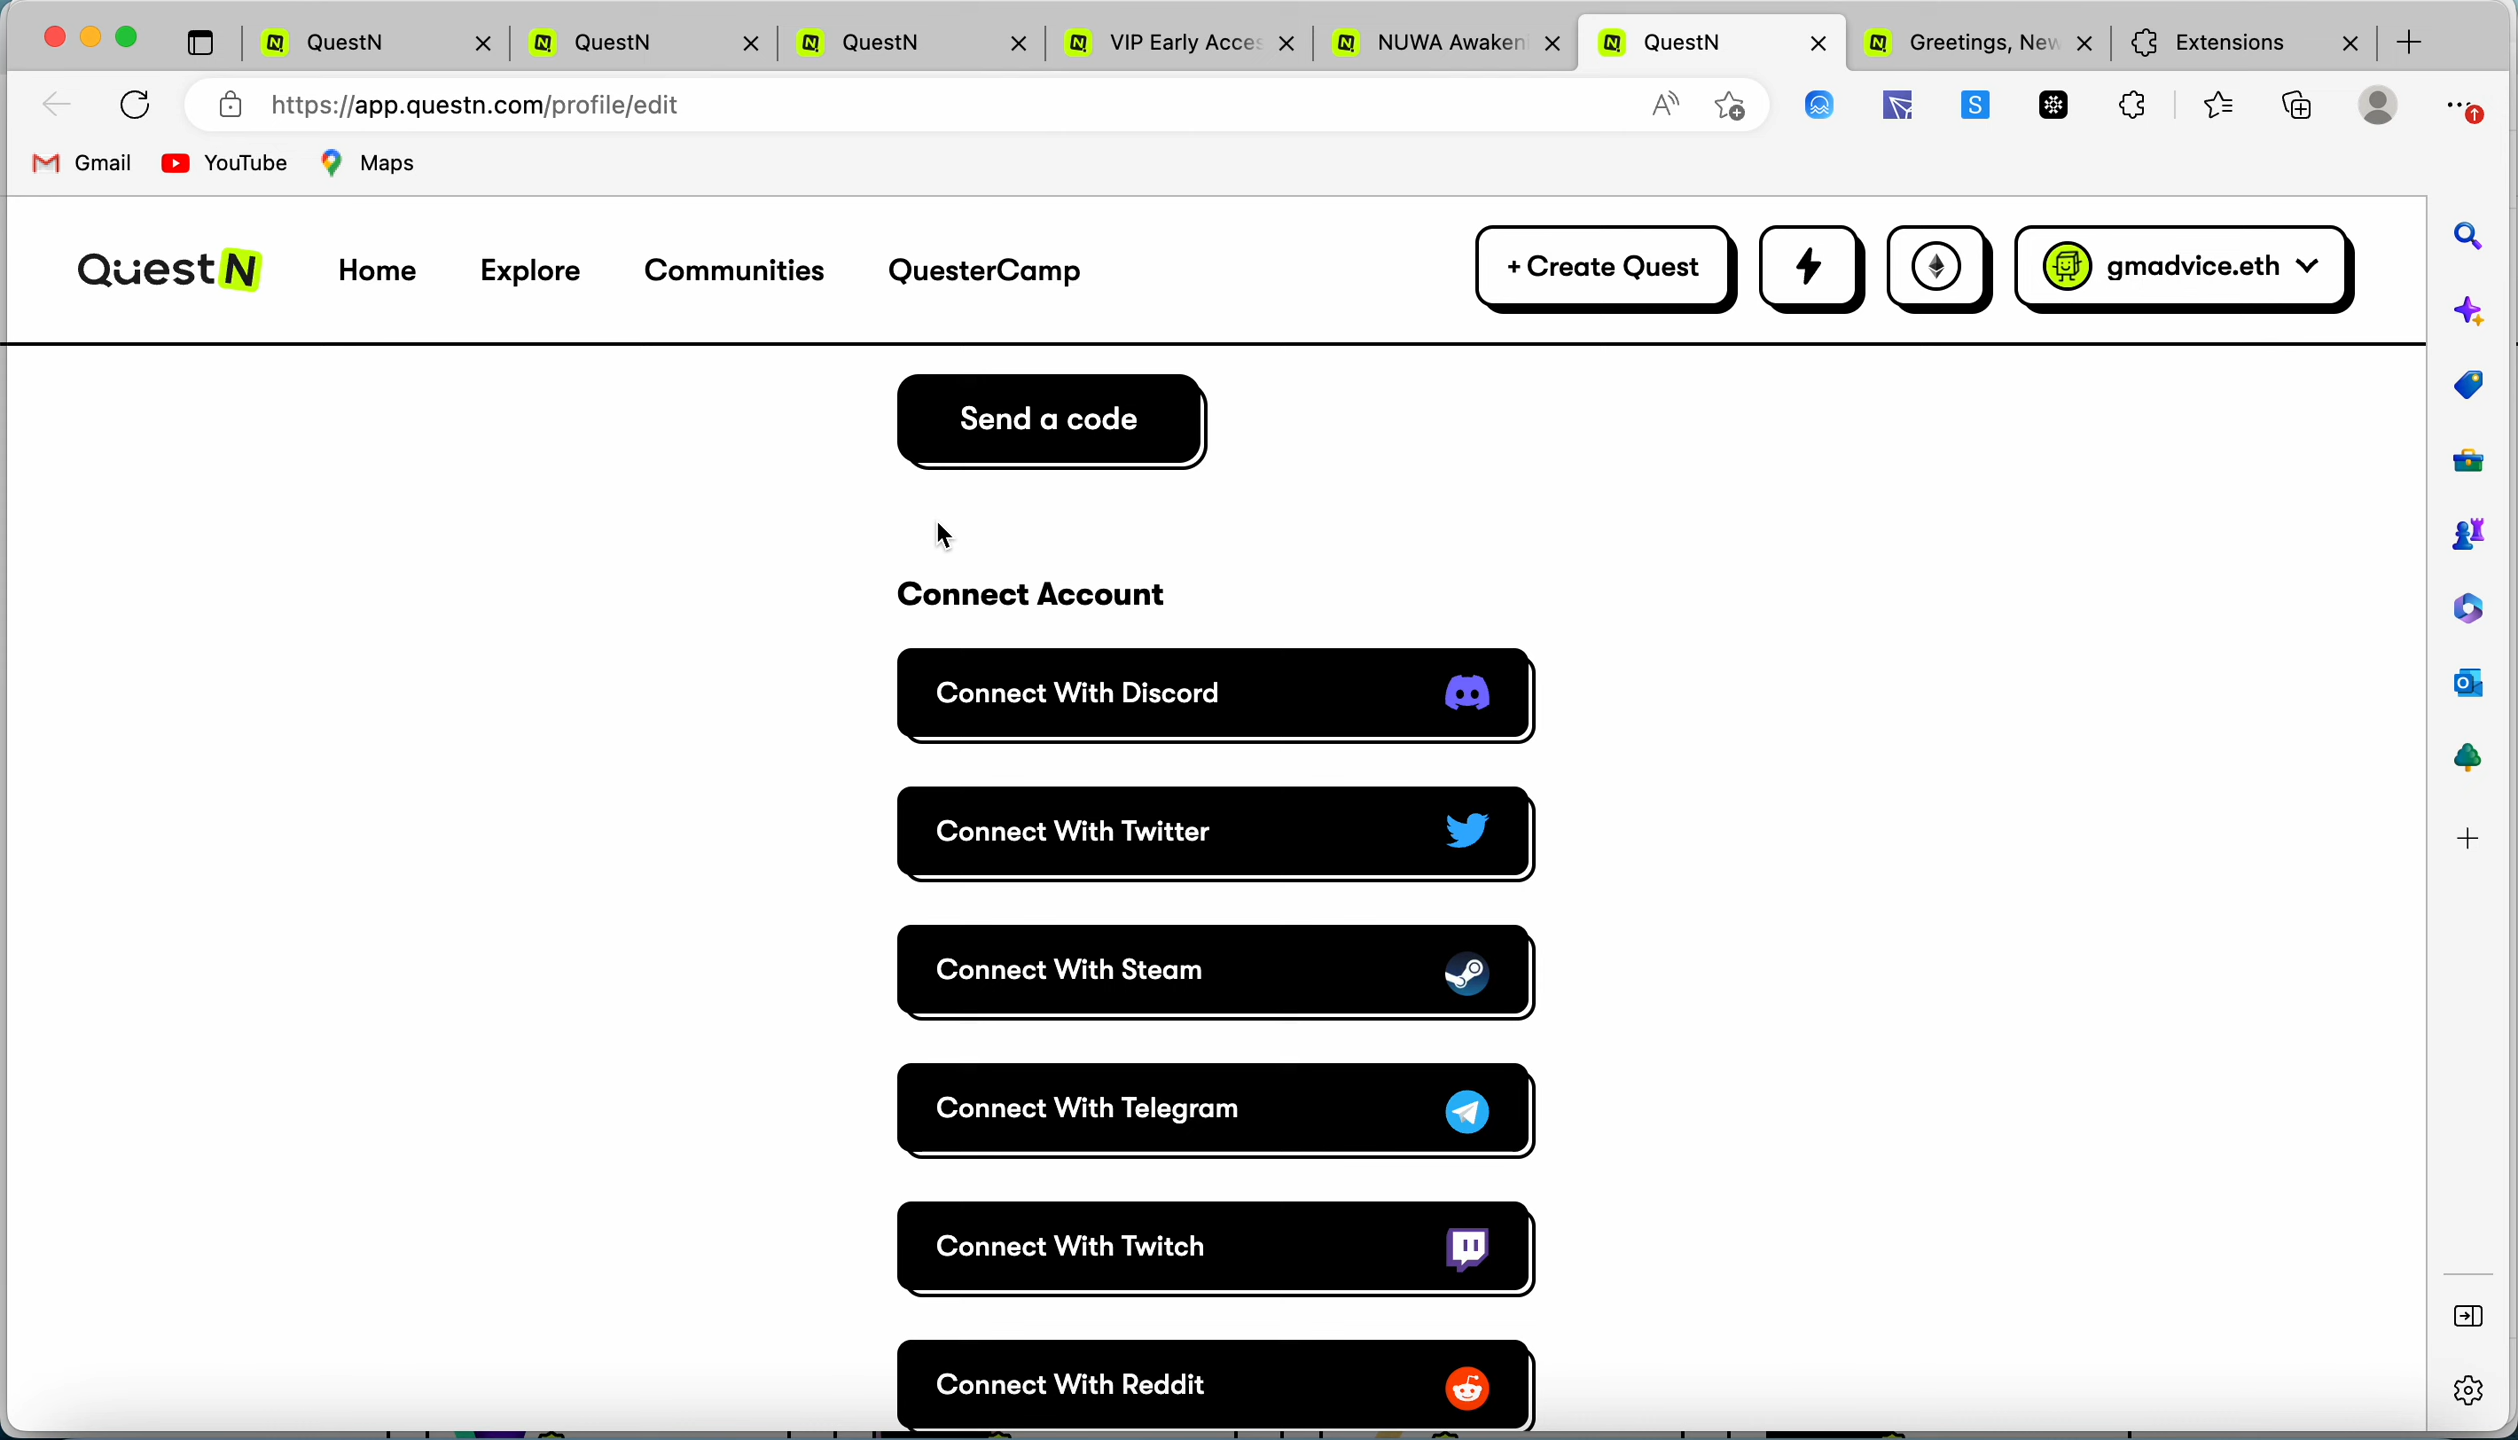 QuestN
QuestN
QuestN
VIP Early Acces
NUWA Awaken
QuestN
Greetings, New
Extensions
https://app.questn.com/profile/edit
Gmail
YouTube
Maps
QuestN
Home
Explore
Communities
QuesterCamp
+ Create Quest
gmadvice.eth
Send a code
Connect Account
Connect With Discord
Connect With Twitter
Connect With Steam
Connect With Telegram
Connect With Twitch
Connect With Reddit